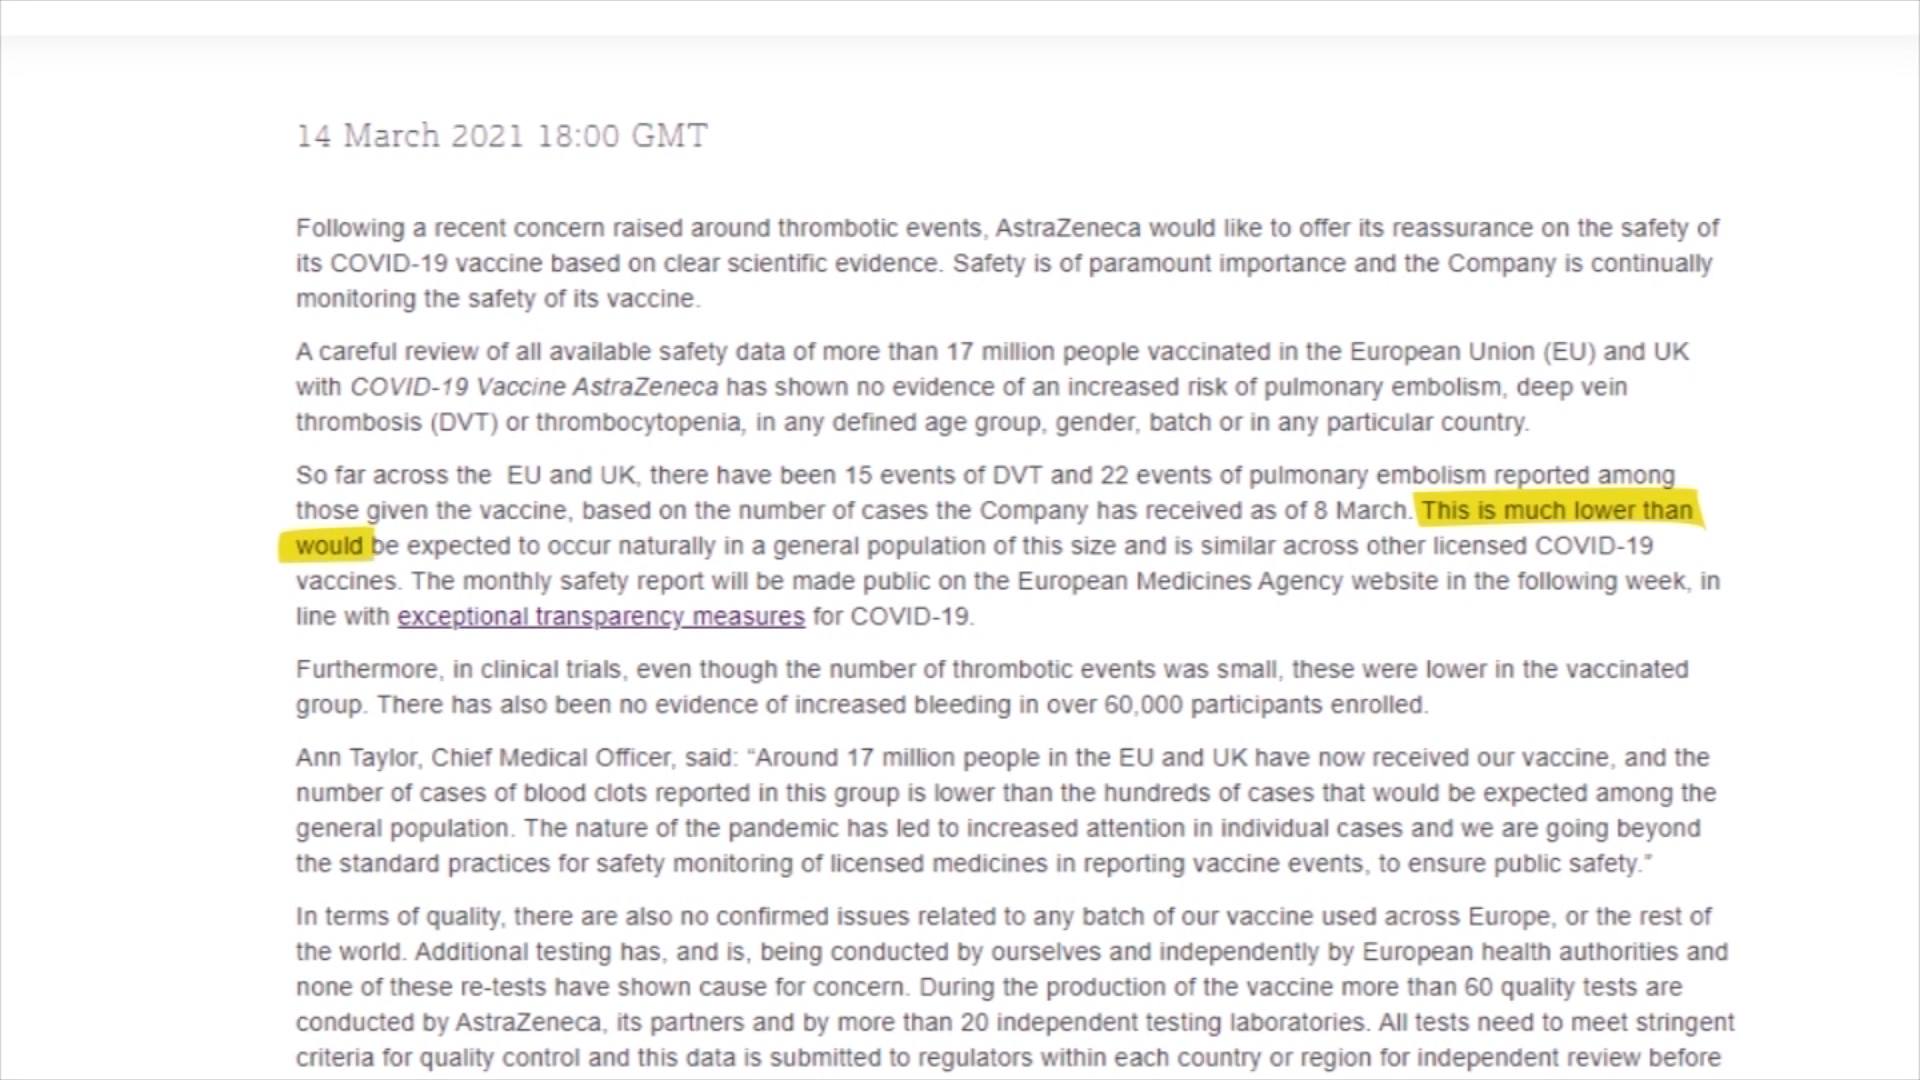 14 March 2021 18:00 GMT
Following a recent concern raised around thrombotic events, AstraZeneca would like to offer its reassurance on the safety of
its COVID-19 vaccine based on clear scientific evidence. Safety is of paramount importance and the Company is continually
monitoring the safety of its vaccine.
A careful review of all available safety data of more than 17 million people vaccinated in the European Union (EU) and UK
with COVID-19 Vaccine AstraZeneca has shown no evidence of an increased risk of pulmonary embolism, deep vein
thrombosis (DVT) or thrombocytopenia, in any defined age group, gender, batch or in any particular country.
So far across the EU and UK, there have been 15 events of DVT and 22 events of pulmonary embolism reported among
those given the vaccine, based on the number of cases the Company has received as of 8 March. This is much lower than
would be expected to occur naturally in a general population of this size and is similar across other licensed COVID-19
vaccines. The monthly safety report will be made public on the European Medicines Agency website in the following week, in
line with exceptional transparency measures for COVID-19.
Furthermore, in clinical trials, even though the number of thrombotic events was small, these were lower in the vaccinated
group. There has also been no evidence of increased bleeding in over 60,000 participants enrolled.
Ann Taylor, Chief Medical Officer, said: “Around 17 million people in the EU and UK have now received our vaccine, and the
number of cases of blood clots reported in this group is lower than the hundreds of cases that would be expected among the
general population. The nature of the pandemic has led to increased attention in individual cases and we are going beyond
the standard practices for safety monitoring of licensed medicines in reporting vaccine events, to ensure public safety.”
In terms of quality, there are also no confirmed issues related to any batch of our vaccine used across Europe, or the rest of
the world. Additional testing has, and is, being conducted by ourselves and independently by European health authorities and
none of these re-tests have shown cause for concern. During the production of the vaccine more than 60 quality tests are
conducted by AstraZeneca, its partners and by more than 20 independent testing laboratories. All tests need to meet stringent
criteria for quality control and this data is submitted to regulators within each country or region for independent review before